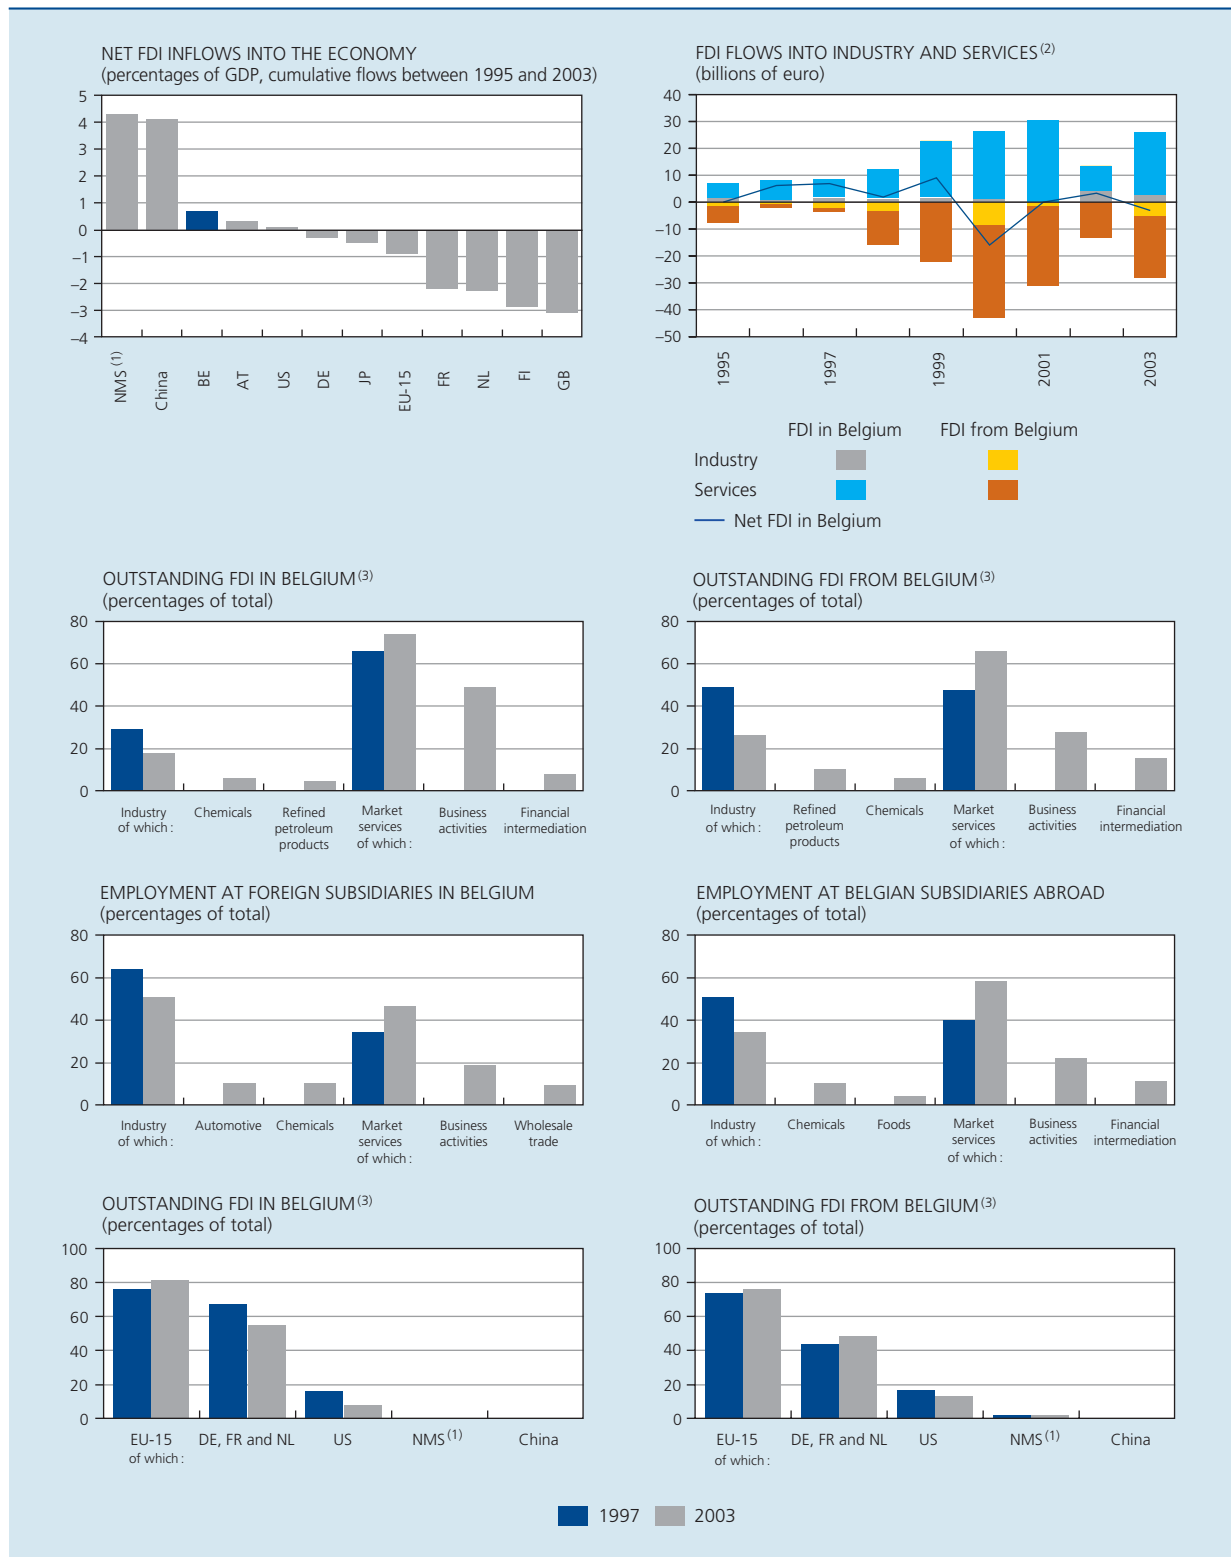 NET FDI INFLOWS INTO THE ECONOMY
(percentages of GDP, cumulative flows between 1995 and 2003)
5
4
3
2
1
0
–1
–2
–3
–4
NMS (1)
China
BE
AT
US
DE
JP
EU-15
FR
NL
FI
GB
FDI FLOWS INTO INDUSTRY AND SERVICES (2)
(billions of euro)
40
30
20
10
0
–10
–20
–30
–40
–50
1995
1997
1999
2001
2003
FDI in Belgium FDI from Belgium
Industry
Services
Net FDI in Belgium
OUTSTANDING FDI IN BELGIUM (3)
(percentages of total)
80
60
40
20
0
Industry of which :
Chemicals
Refined petroleum products
Market services of which :
Business activities
Financial intermediation
OUTSTANDING FDI FROM BELGIUM (3)
(percentages of total)
80
60
40
20
0
Industry of which :
Refined petroleum products
Chemicals
Market services of which :
Business activities
Financial intermediation
EMPLOYMENT AT FOREIGN SUBSIDIARIES IN BELGIUM
(percentages of total)
80
60
40
20
0
Industry of which :
Automotive
Chemicals
Market services of which :
Business activities
Wholesale trade
EMPLOYMENT AT BELGIAN SUBSIDIARIES ABROAD
(percentages of total)
80
60
40
20
0
Industry of which :
Chemicals
Foods
Market services of which :
Business activities
Financial intermediation
OUTSTANDING FDI IN BELGIUM (3)
(percentages of total)
100
80
60
40
20
0
EU-15 of which :
DE, FR and NL
US
NMS (1)
China
OUTSTANDING FDI FROM BELGIUM (3)
(percentages of total)
100
80
60
40
20
0
EU-15 of which :
DE, FR and NL
US
NMS (1)
China
1997 2003